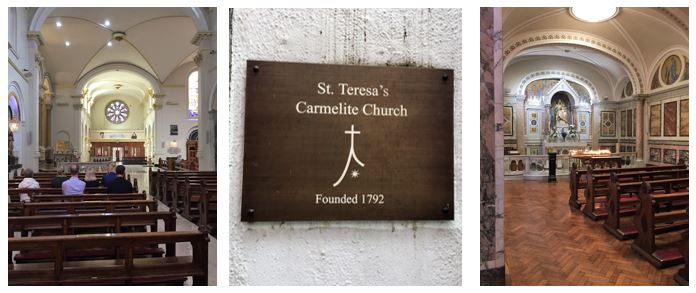 St. Teresa's
Carmelite Church
Founded 1792